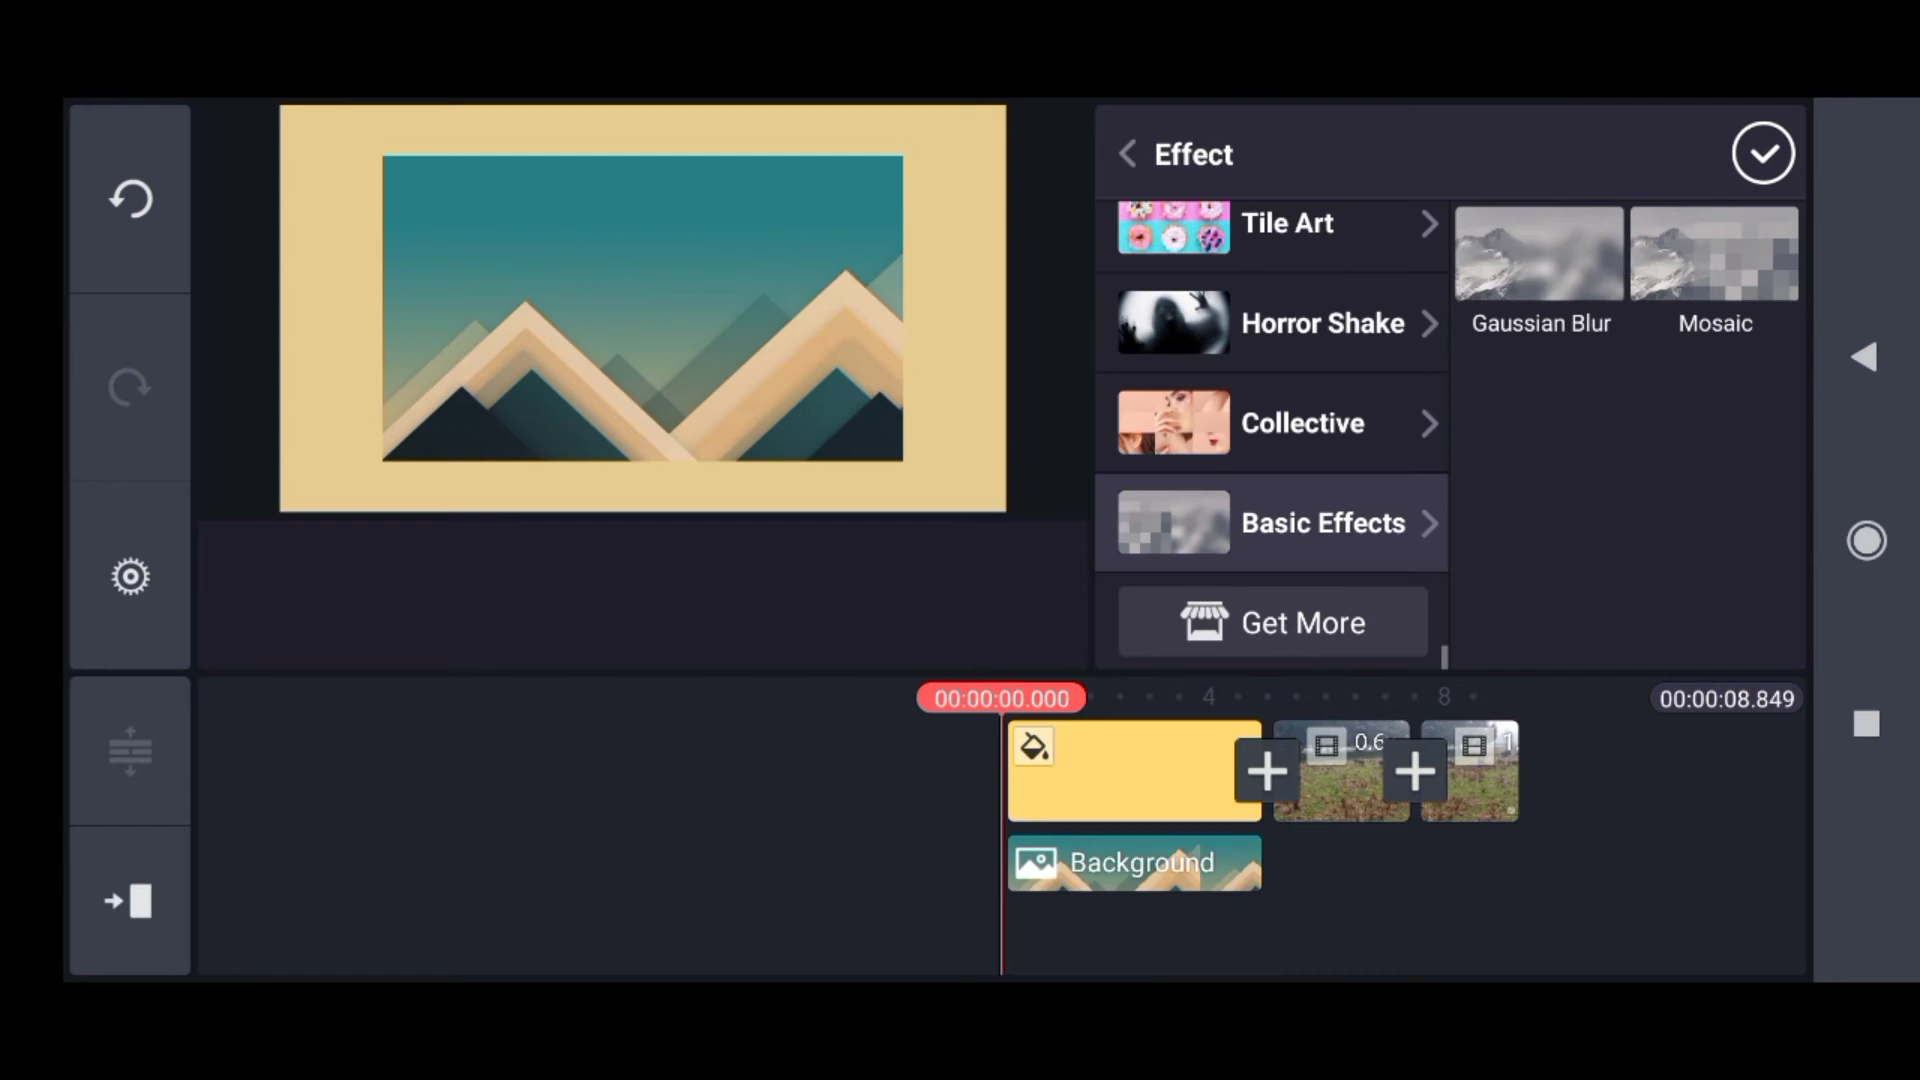 Effect
Tile Art
Horror Shake
Collective
Basic Effects
Get More
Gaussian Blur
Mosaic
00:00:00.000
4
8
00:00:08.849
0.6
1.
Background